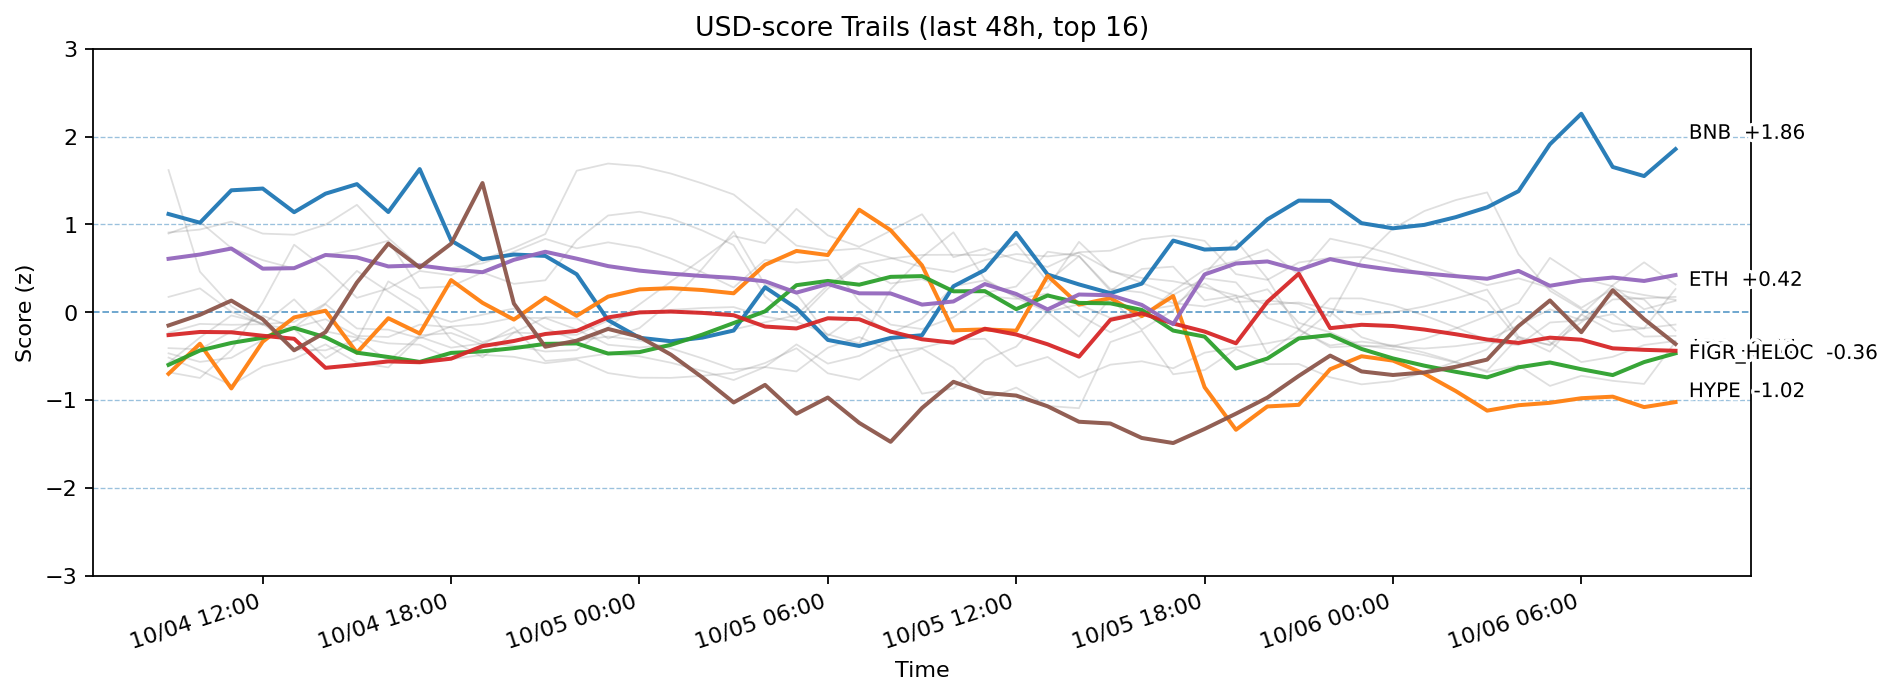 USD-score Trails (last 48h, top 16)
3
2
1
0
−1
−2
−3
Score (z)
BNB +1.86
ETH +0.42
FIGR_HELOC -0.36
HYPE -1.02
10/04 12:00
10/04 18:00
10/05 00:00
10/05 06:00
10/05 12:00
10/05 18:00
10/06 00:00
10/06 06:00
Time